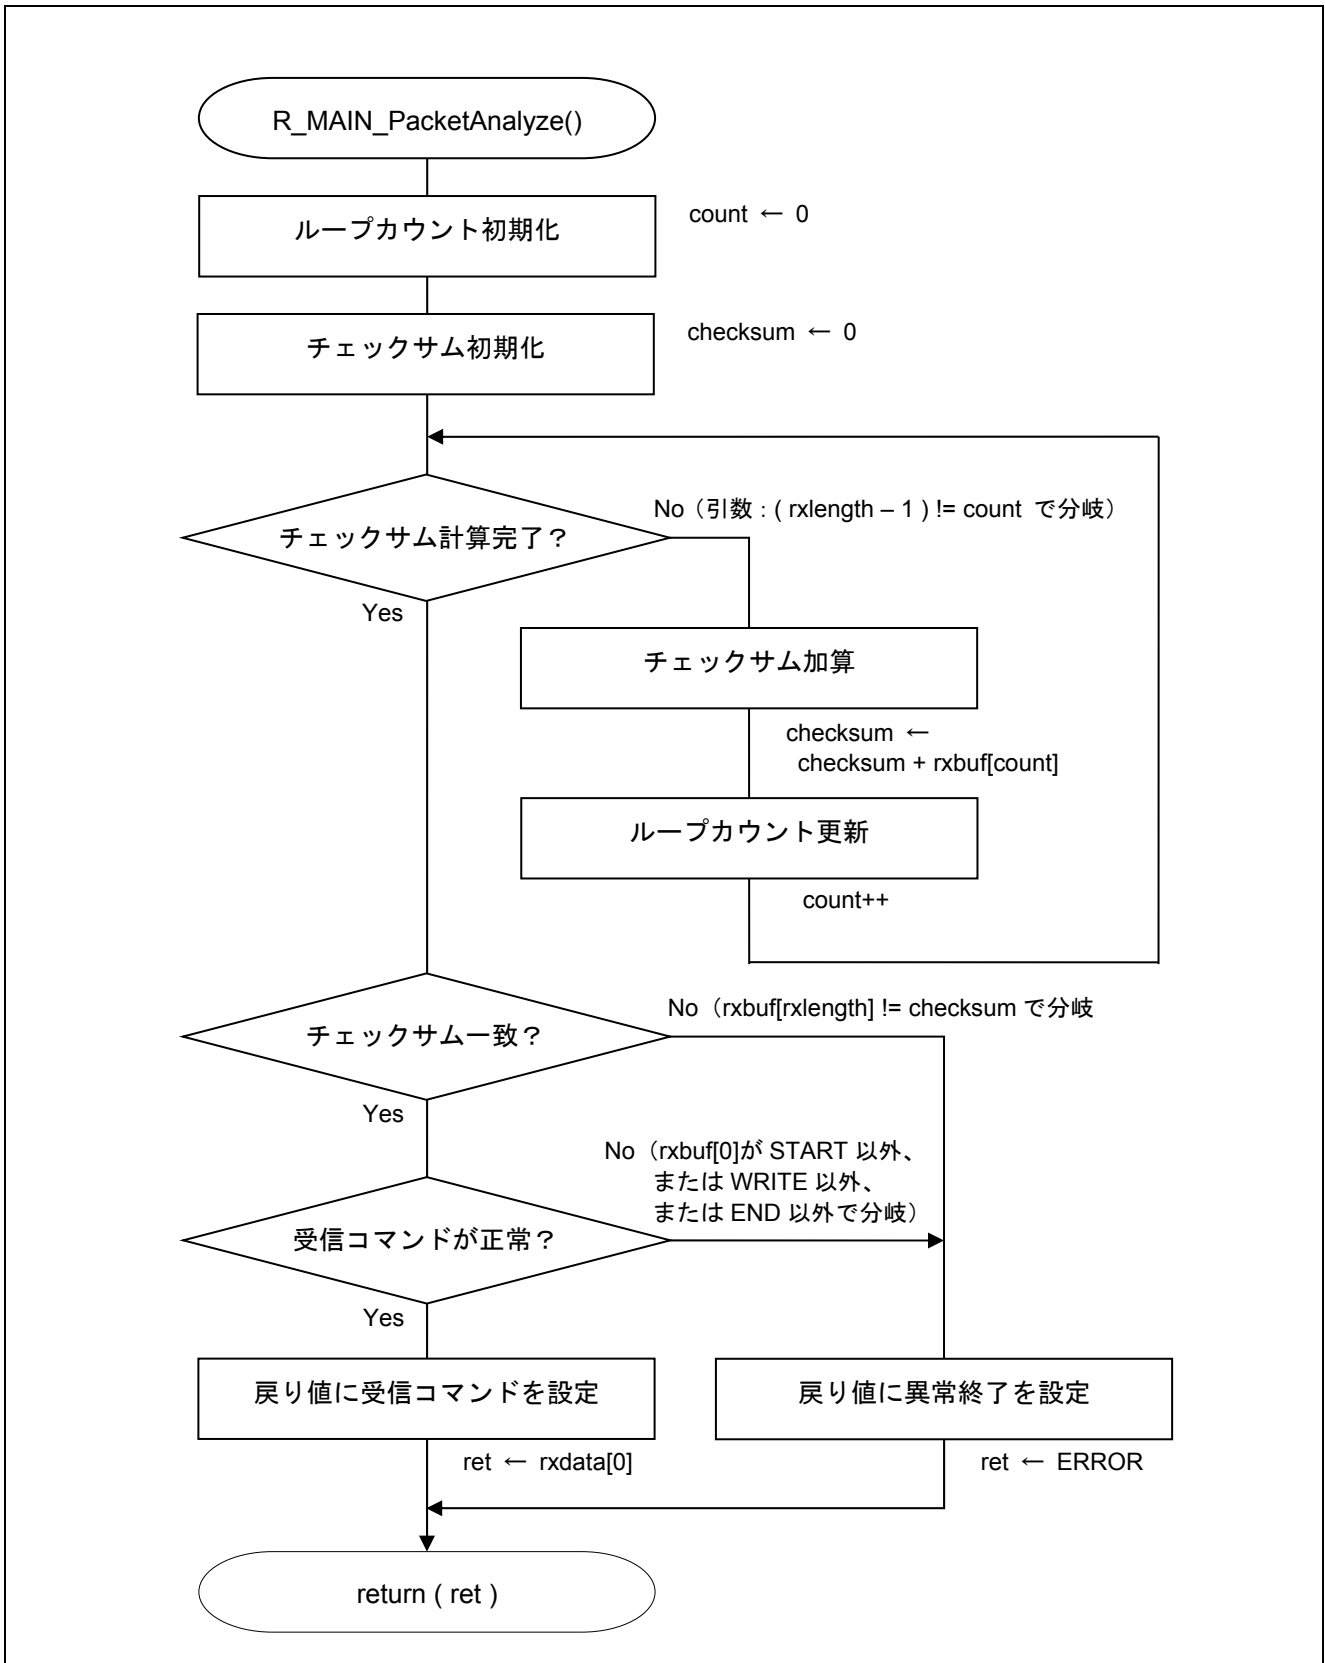 R_MAIN_PacketAnalyze()
ループカウント初期化
count ← 0
チェックサム初期化
checksum ← 0
No（引数 : ( rxlength – 1 ) != count で分岐）
チェックサム計算完了？
Yes
チェックサム加算
checksum ←
checksum + rxbuf[count]
ループカウント更新
count++
No（rxbuf[rxlength] != checksum で分岐
チェックサム一致？
Yes
No（rxbuf[0]が START 以外、
または WRITE 以外、
または END 以外で分岐）
受信コマンドが正常？
Yes
戻り値に受信コマンドを設定
戻り値に異常終了を設定
ret ← rxdata[0]
ret ← ERROR
return ( ret )